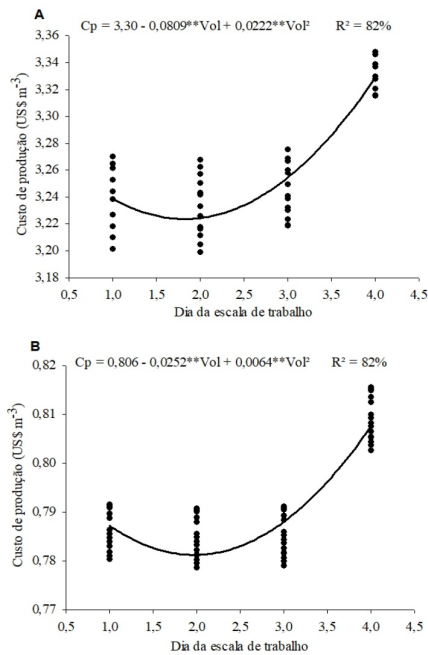 A
Cp = 3,30 - 0,0809**Vol + 0,0222**Vol² R² = 82%
Custo de produção (US$ m⁻³)
3,36
3,34
3,32
3,30
3,28
3,26
3,24
3,22
3,20
3,18
0,5 1,0 1,5 2,0 2,5 3,0 3,5 4,0 4,5
Dia da escala de trabalho
B
Cp = 0,806 - 0,0252**Vol + 0,0064**Vol² R² = 82%
Custo de produção (US$ m⁻³)
0,82
0,81
0,80
0,79
0,78
0,77
0,5 1,0 1,5 2,0 2,5 3,0 3,5 4,0 4,5
Dia da escala de trabalho